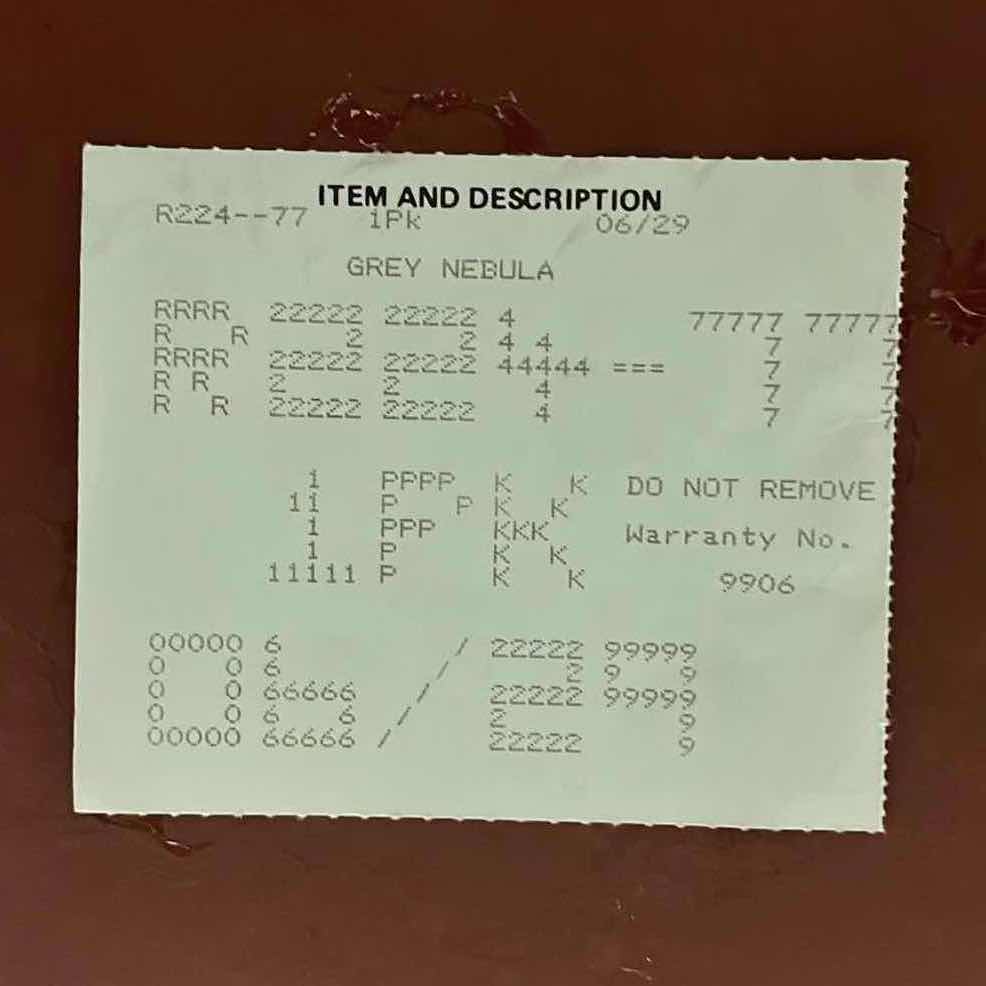 ITEM AND DESCRIPTION
R224--77 1Pk 06/29
GREY NEBULA
RRRR 22222 22222 4 77777 77777
R R 2 2 4 4 7 7
RRRR 22222 22222 44444 === 7 7
R R 2 2 4 7 7
R R 22222 22222 4 7 7
1 PPPP K K DO NOT REMOVE
11 P P K K
1 PPP KKK Warranty No.
1 P K K
11111 P K K 9906
00000 6 / 22222 99999
0 0 6 / 2 9 9
0 0 66666 / 22222 99999
0 0 6 6 / 2 9
00000 66666 / 22222 9